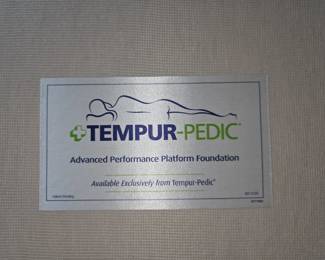 TEMPUR-PEDIC
Advanced Performance Platform Foundation
Available Exclusively from Tempur-Pedic®